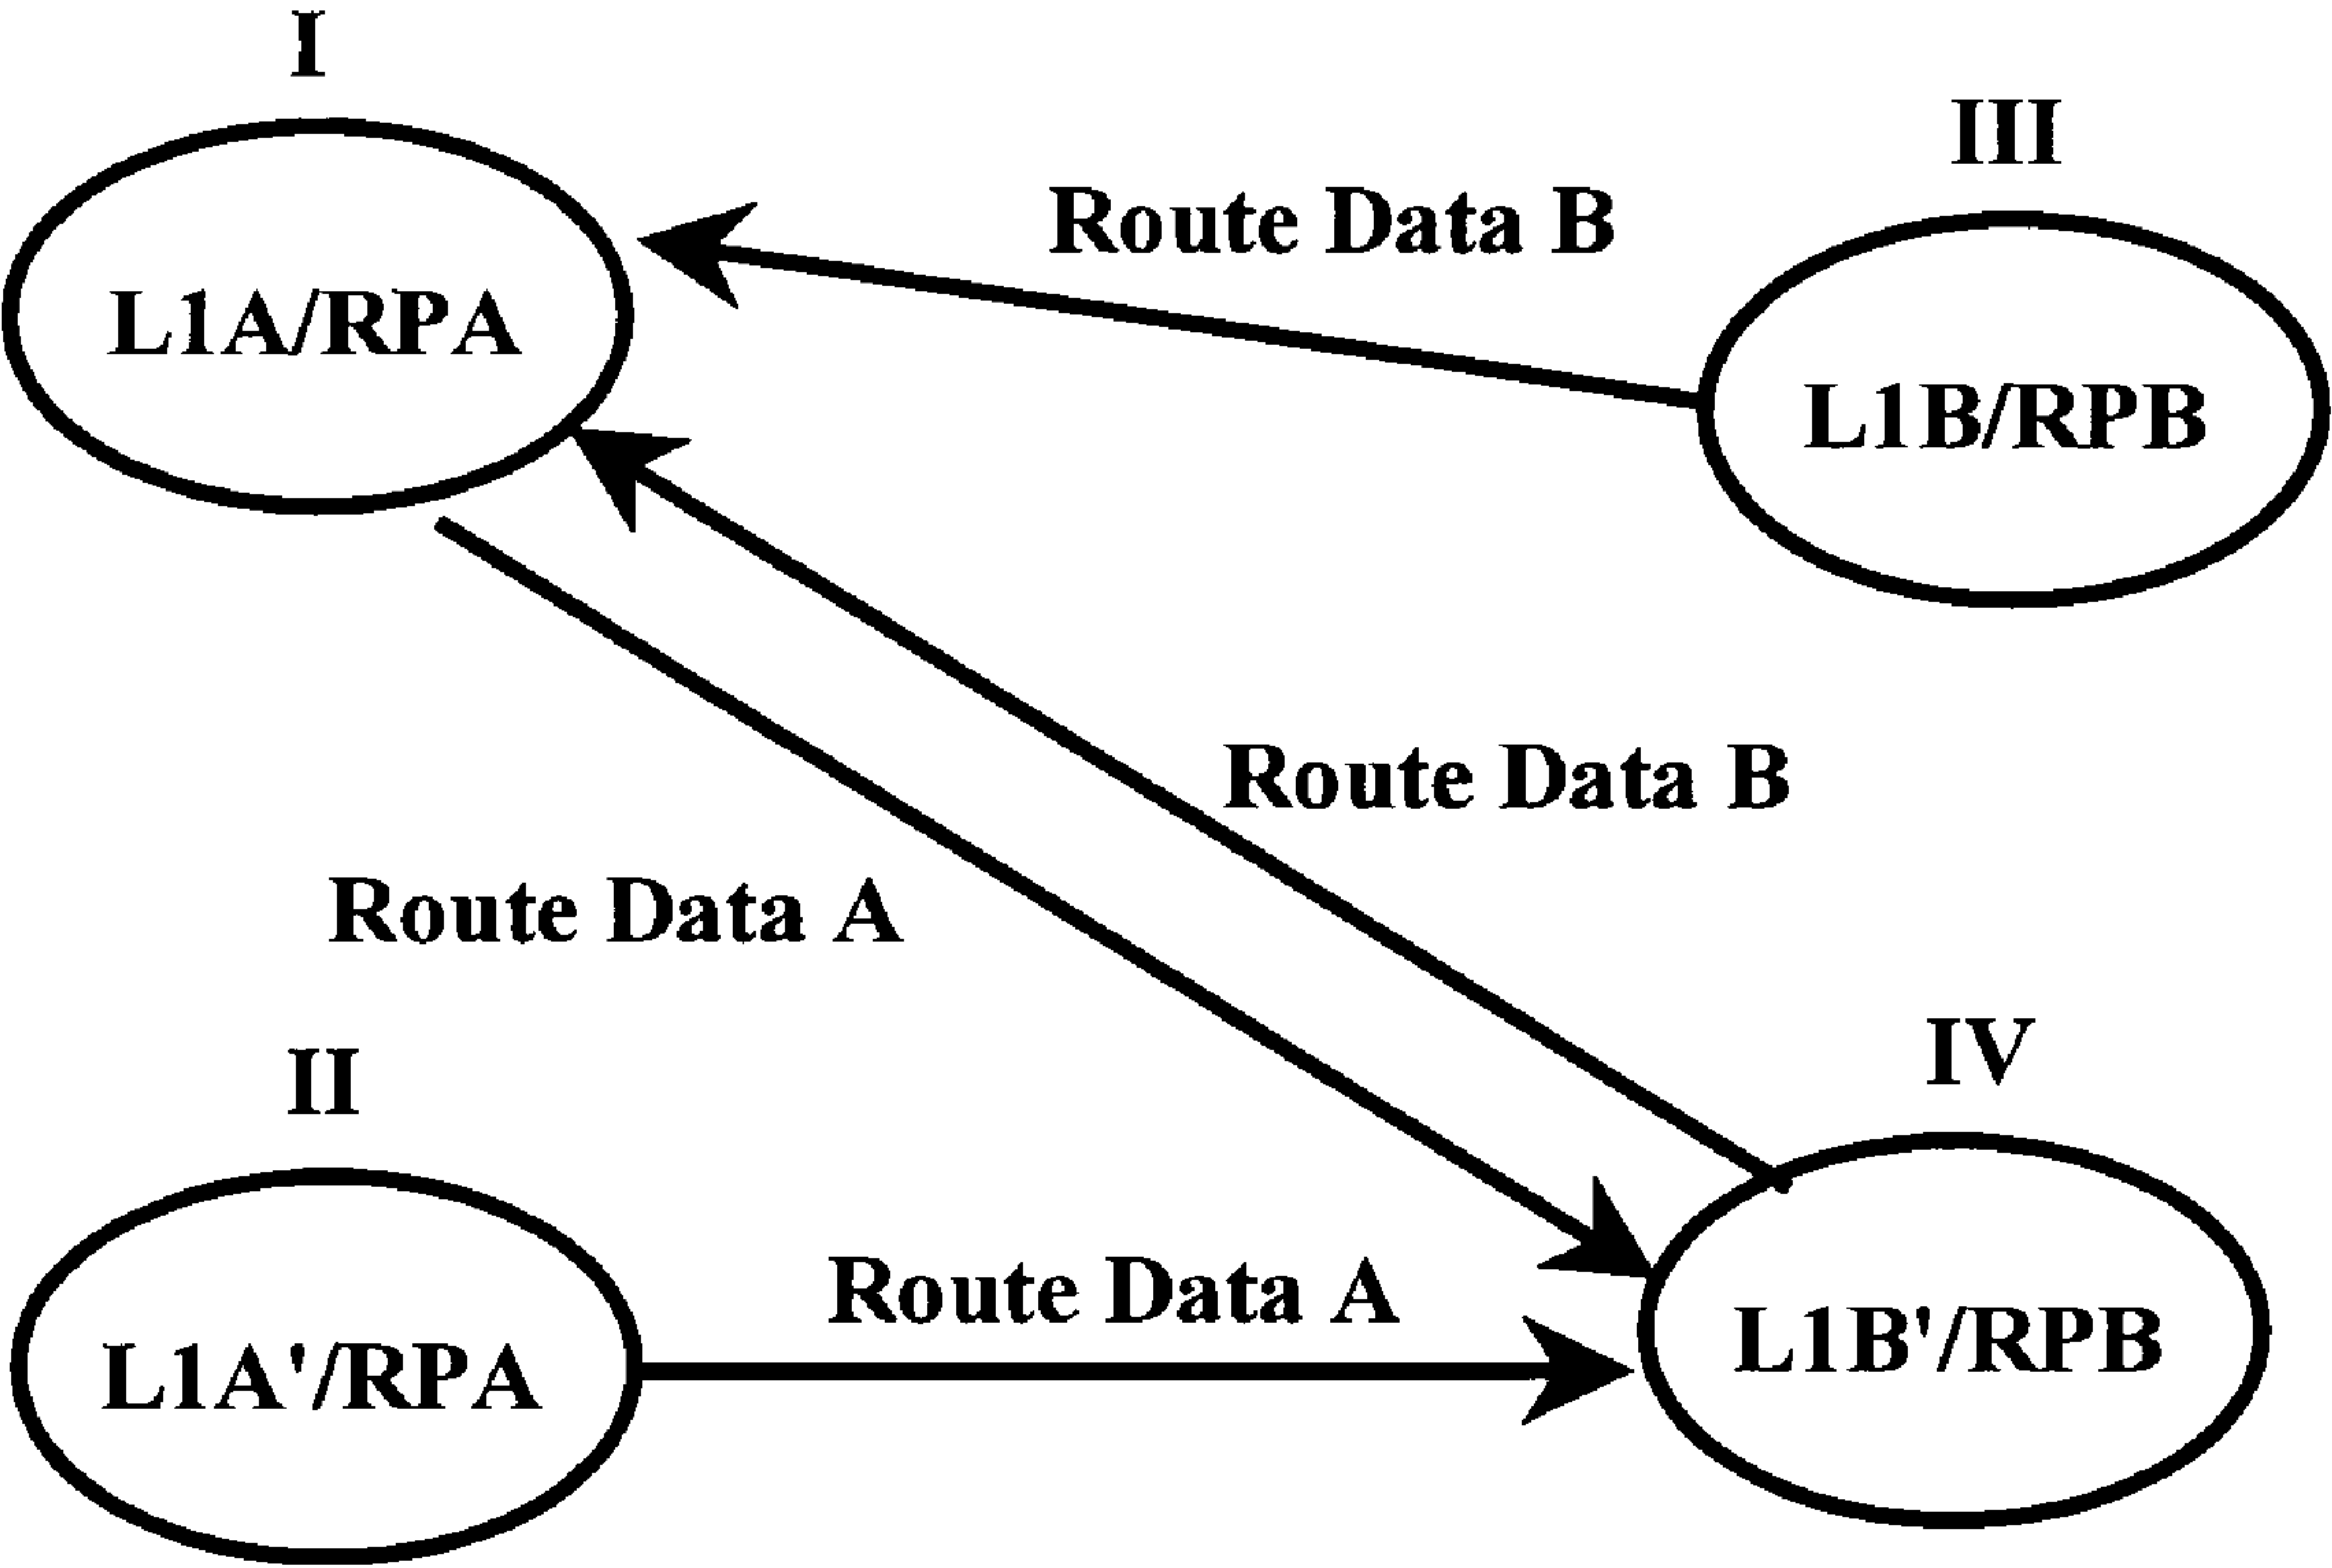 I
III
Route Data B
L1A/RPA
L1B/RPB
Route Data B
Route Data A
II
IV
Route Data A
L1A'/RPA
L1B'/RPB